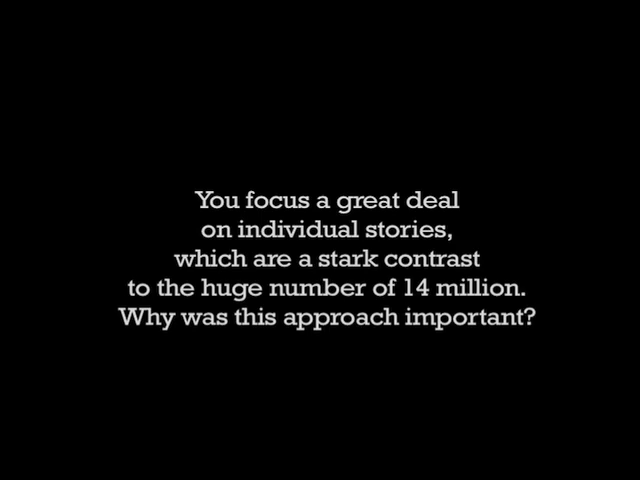 You focus a great deal
on individual stories,
which are a stark contrast
to the huge number of 14 million.
Why was this approach important?